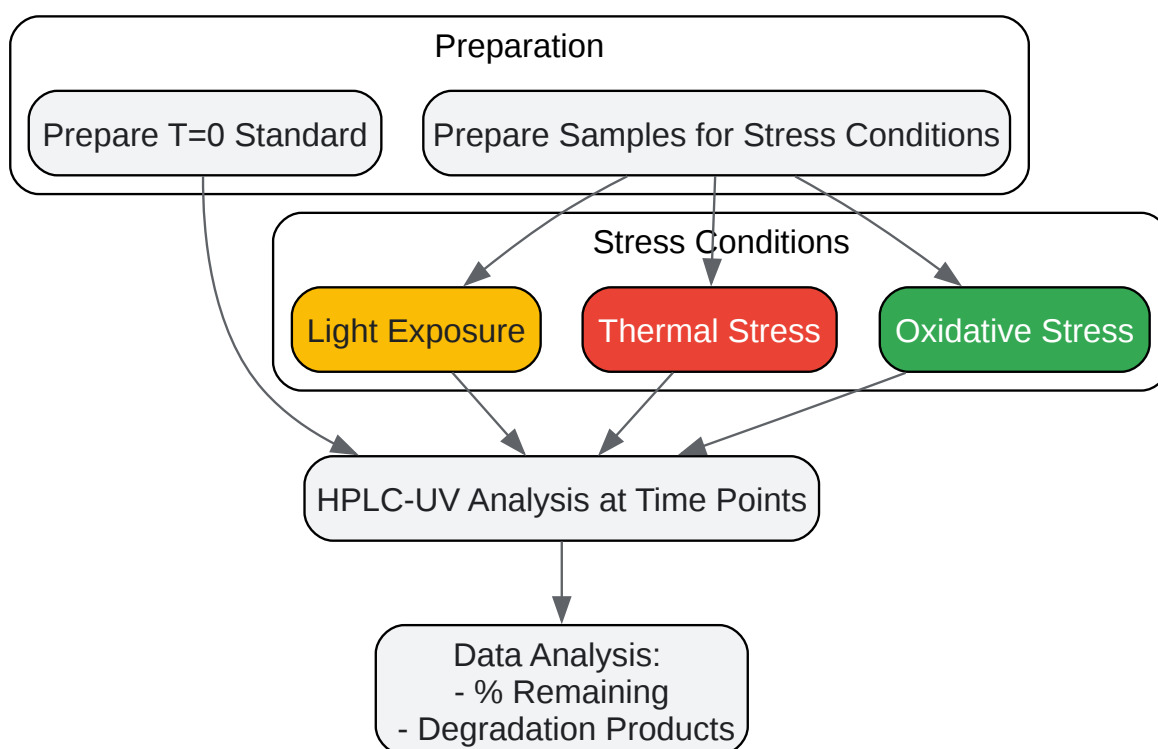 Preparation
Prepare T=0 Standard
Prepare Samples for Stress Conditions
Stress Conditions
Light Exposure
Thermal Stress
Oxidative Stress
HPLC-UV Analysis at Time Points
Data Analysis:
- % Remaining
- Degradation Products